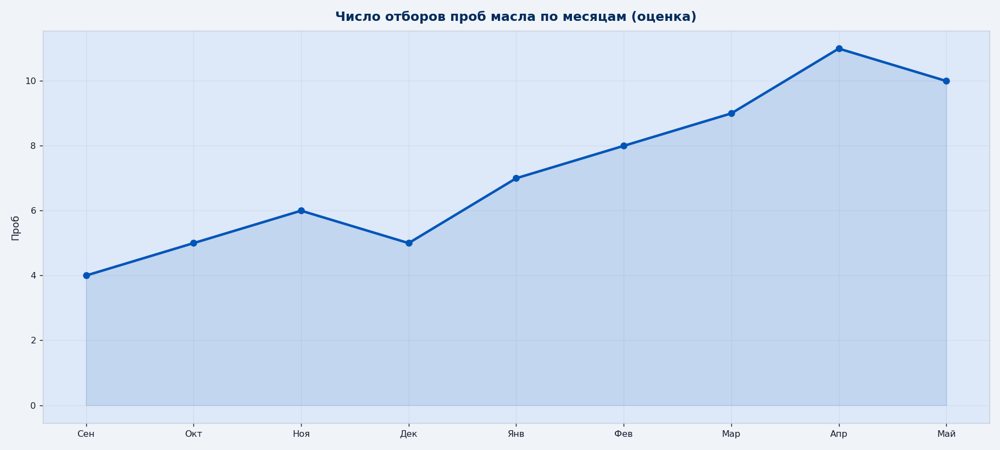 Число отборов проб масла по месяцам (оценка)
Проб
10
8
6
4
2
0
Сен Окт Ноя Дек Янв Фев Мар Апр Май